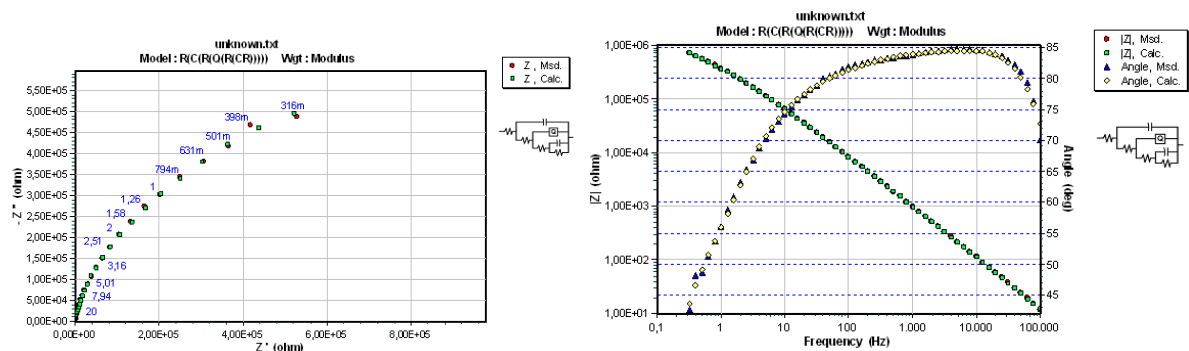 unknown.txt
Model : R(C(R(Q(R(CR))))) Wgt : Modulus
Z , Msd.
Z , Calc.
- Z '' (ohm)
5,50E+05
5,00E+05
4,50E+05
4,00E+05
3,50E+05
3,00E+05
2,50E+05
2,00E+05
1,50E+05
1,00E+05
5,00E+04
0,00E+00
316m
398m
501m
631m
794m
1
1,26
1,58
2
2,51
3,16
5,01
7,94
20
0,00E+00 2,00E+05 4,00E+05 6,00E+05 8,00E+05
Z ' (ohm)
unknown.txt
Model : R(C(R(Q(R(CR))))) Wgt : Modulus
|Z|, Msd.
|Z|, Calc.
Angle, Msd.
Angle, Calc.
Q
|Z| (ohm)
1,00E+06
1,00E+05
1,00E+04
1,00E+03
1,00E+02
1,00E+01
Angle (deg)
85
80
75
70
65
60
55
50
45
0,1 1 10 100 1.000 10.000 100.000
Frequency (Hz)